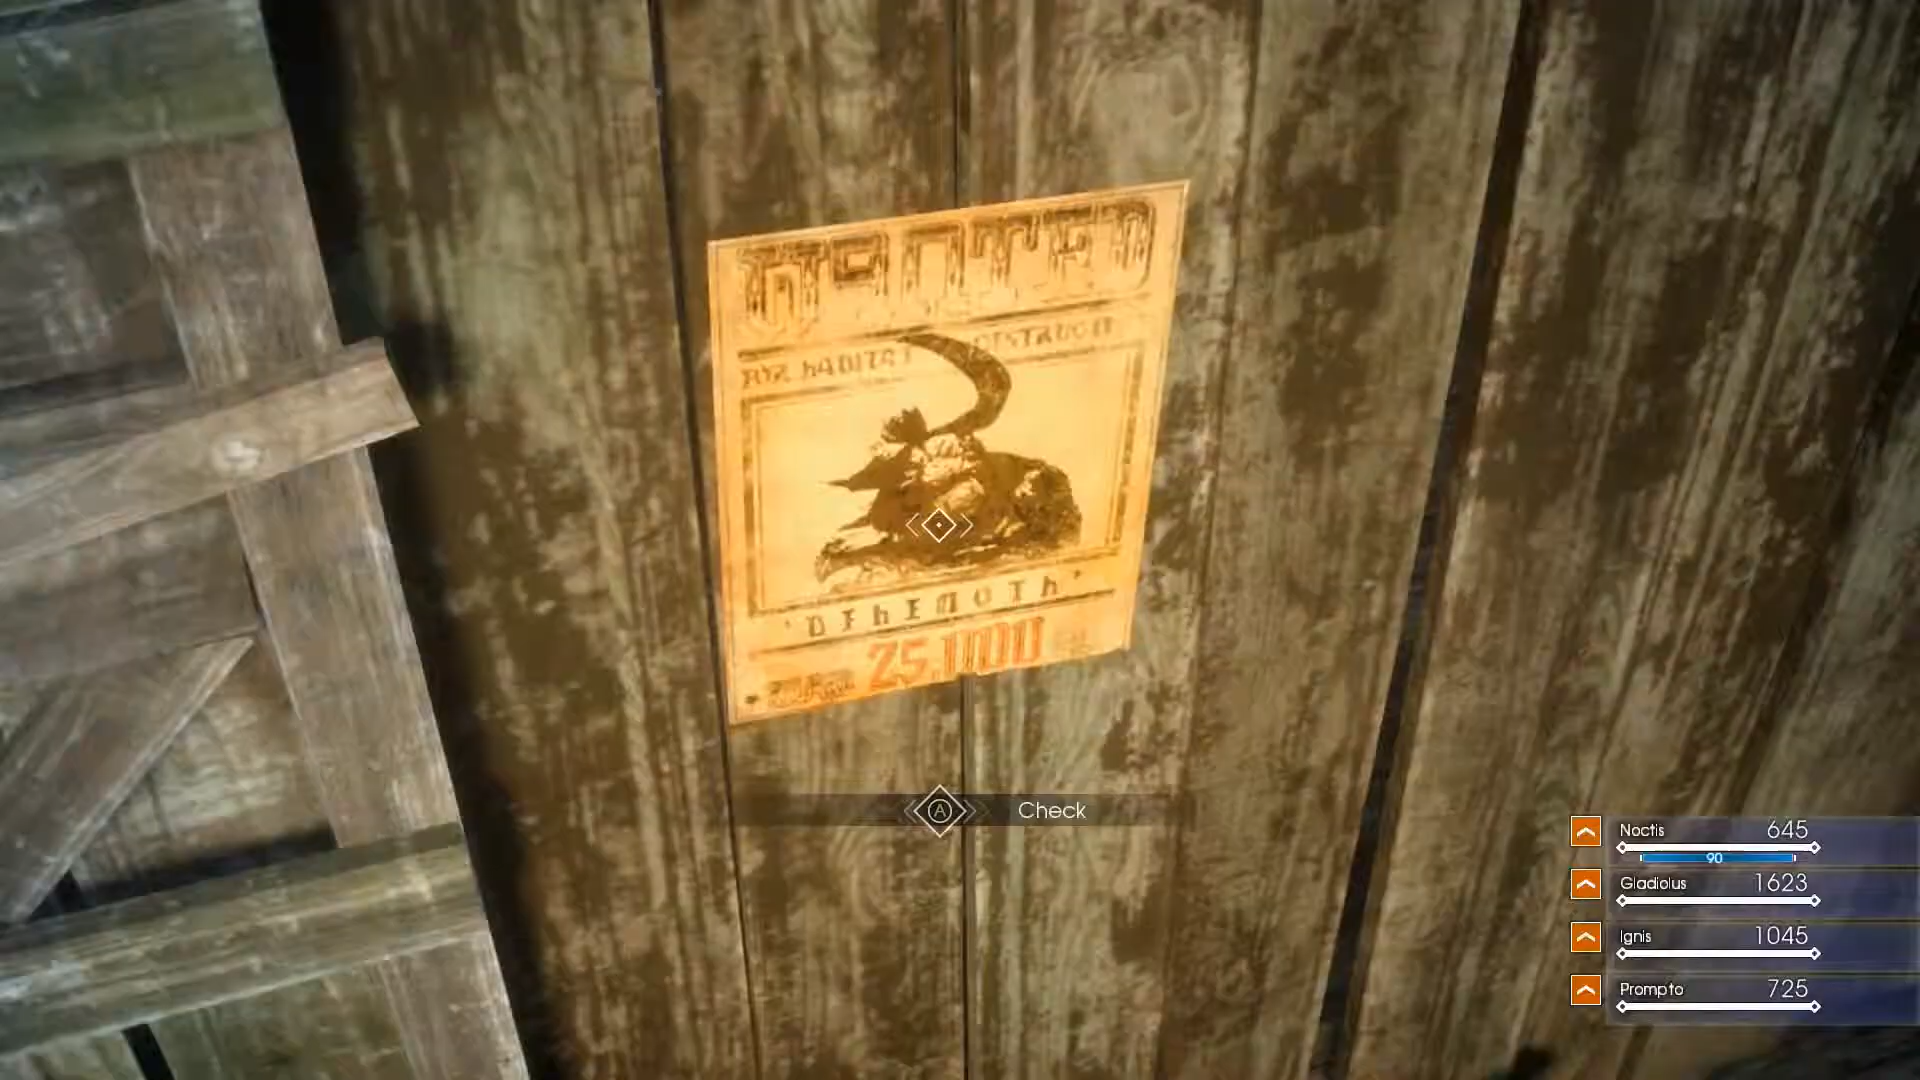 WANTED
FOR HABITAT DESTRUCTION
'BEHEMOTH'
25,000
A Check
Noctis 645
90
Gladiolus 1623
Ignis 1045
Prompto 725